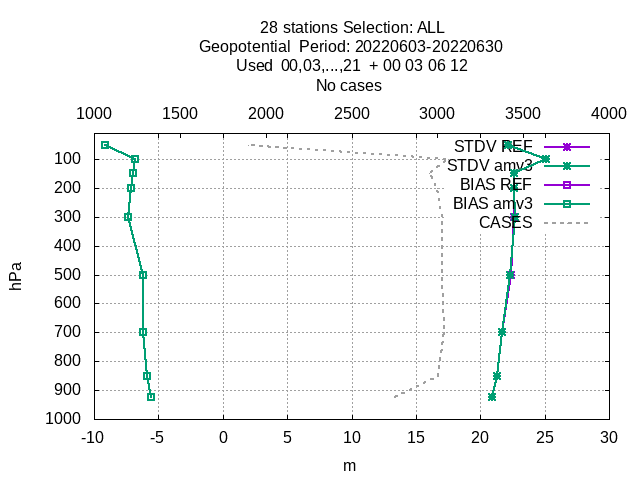 28 stations Selection: ALL
Geopotential Period: 20220603-20220630
Used 00,03,...,21 + 00 03 06 12
No cases
1000 1500 2000 2500 3000 3500 4000
STDV REF
STDV amv3
BIAS REF
BIAS amv3
CASES
100
200
300
400
500
600
700
800
900
1000
hPa
-10 -5 0 5 10 15 20 25 30
m